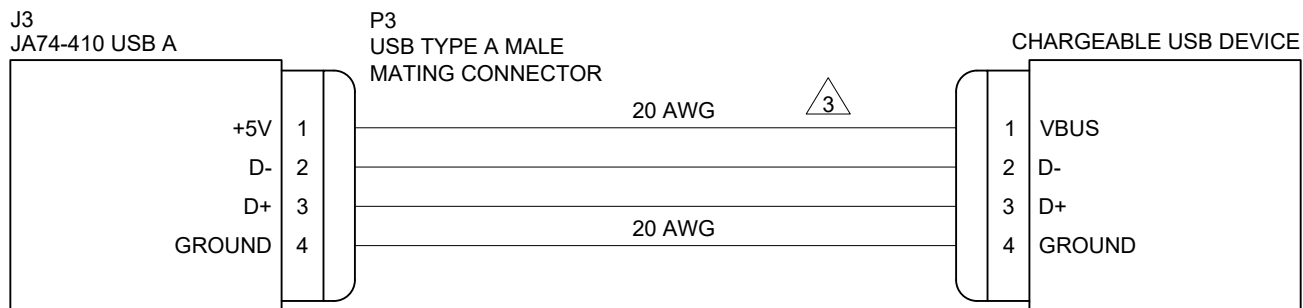 J3
JA74-410 USB A
P3
USB TYPE A MALE
MATING CONNECTOR
CHARGEABLE USB DEVICE
20 AWG
3
+5V 1
1 VBUS
D- 2
2 D-
D+ 3
3 D+
20 AWG
GROUND 4
4 GROUND